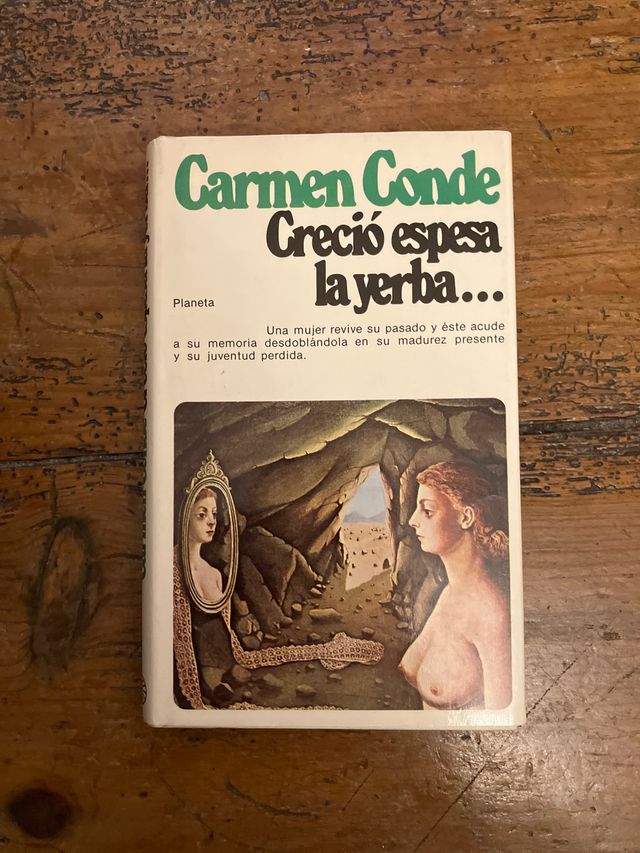 Carmen Conde
Creció espesa
la yerba...
Planeta
Una mujer revive su pasado y éste acude
a su memoria desdoblándola en su madurez presente
y su juventud perdida.